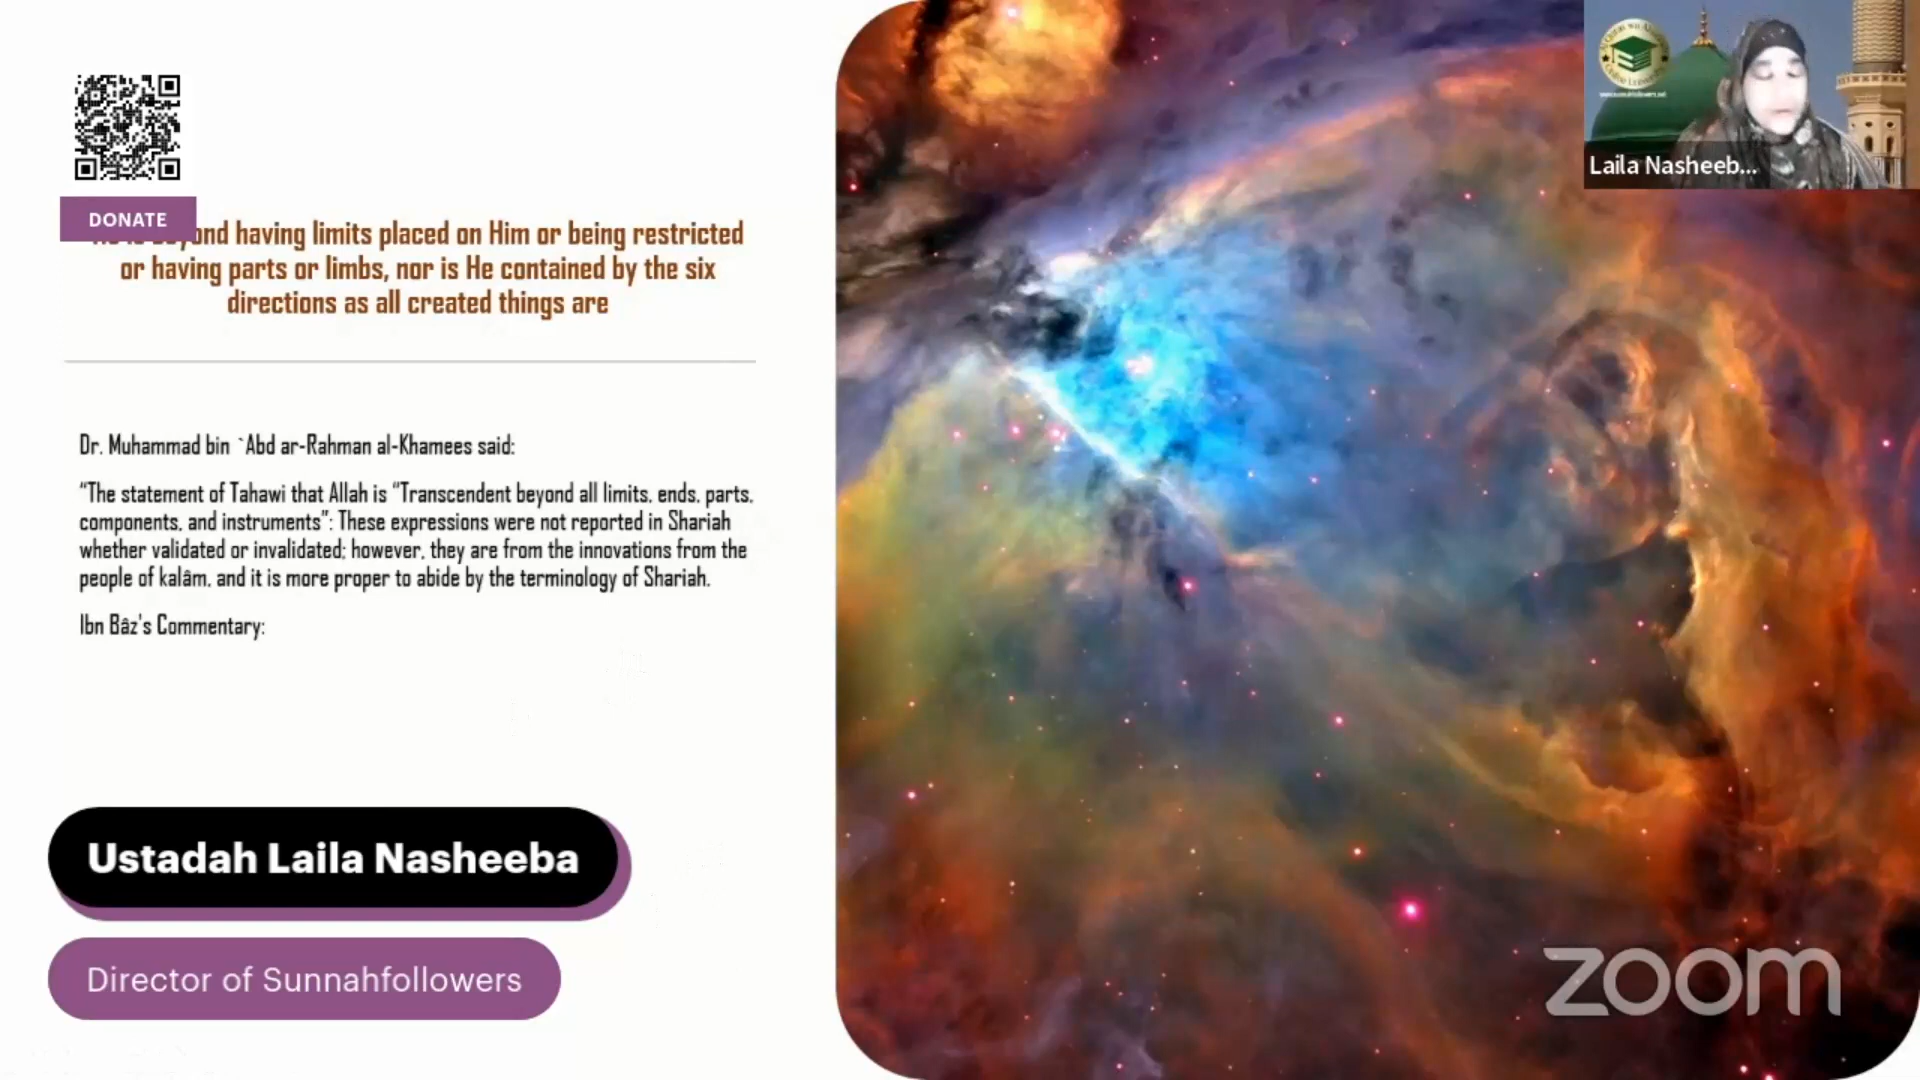 DONATE
ond having limits placed on Him or being restricted
or having parts or limbs, nor is He contained by the six
directions as all created things are
Dr. Muhammad bin `Abd ar-Rahman al-Khamees said:
“The statement of Tahawi that Allah is “Transcendent beyond all limits, ends, parts,
components, and instruments”: These expressions were not reported in Shariah
whether validated or invalidated; however, they are from the innovations from the
people of kalâm, and it is more proper to abide by the terminology of Shariah.
Ibn Bâz's Commentary:
Ustadah Laila Nasheeba
Director of Sunnahfollowers
Laila Nasheeb...
zoom